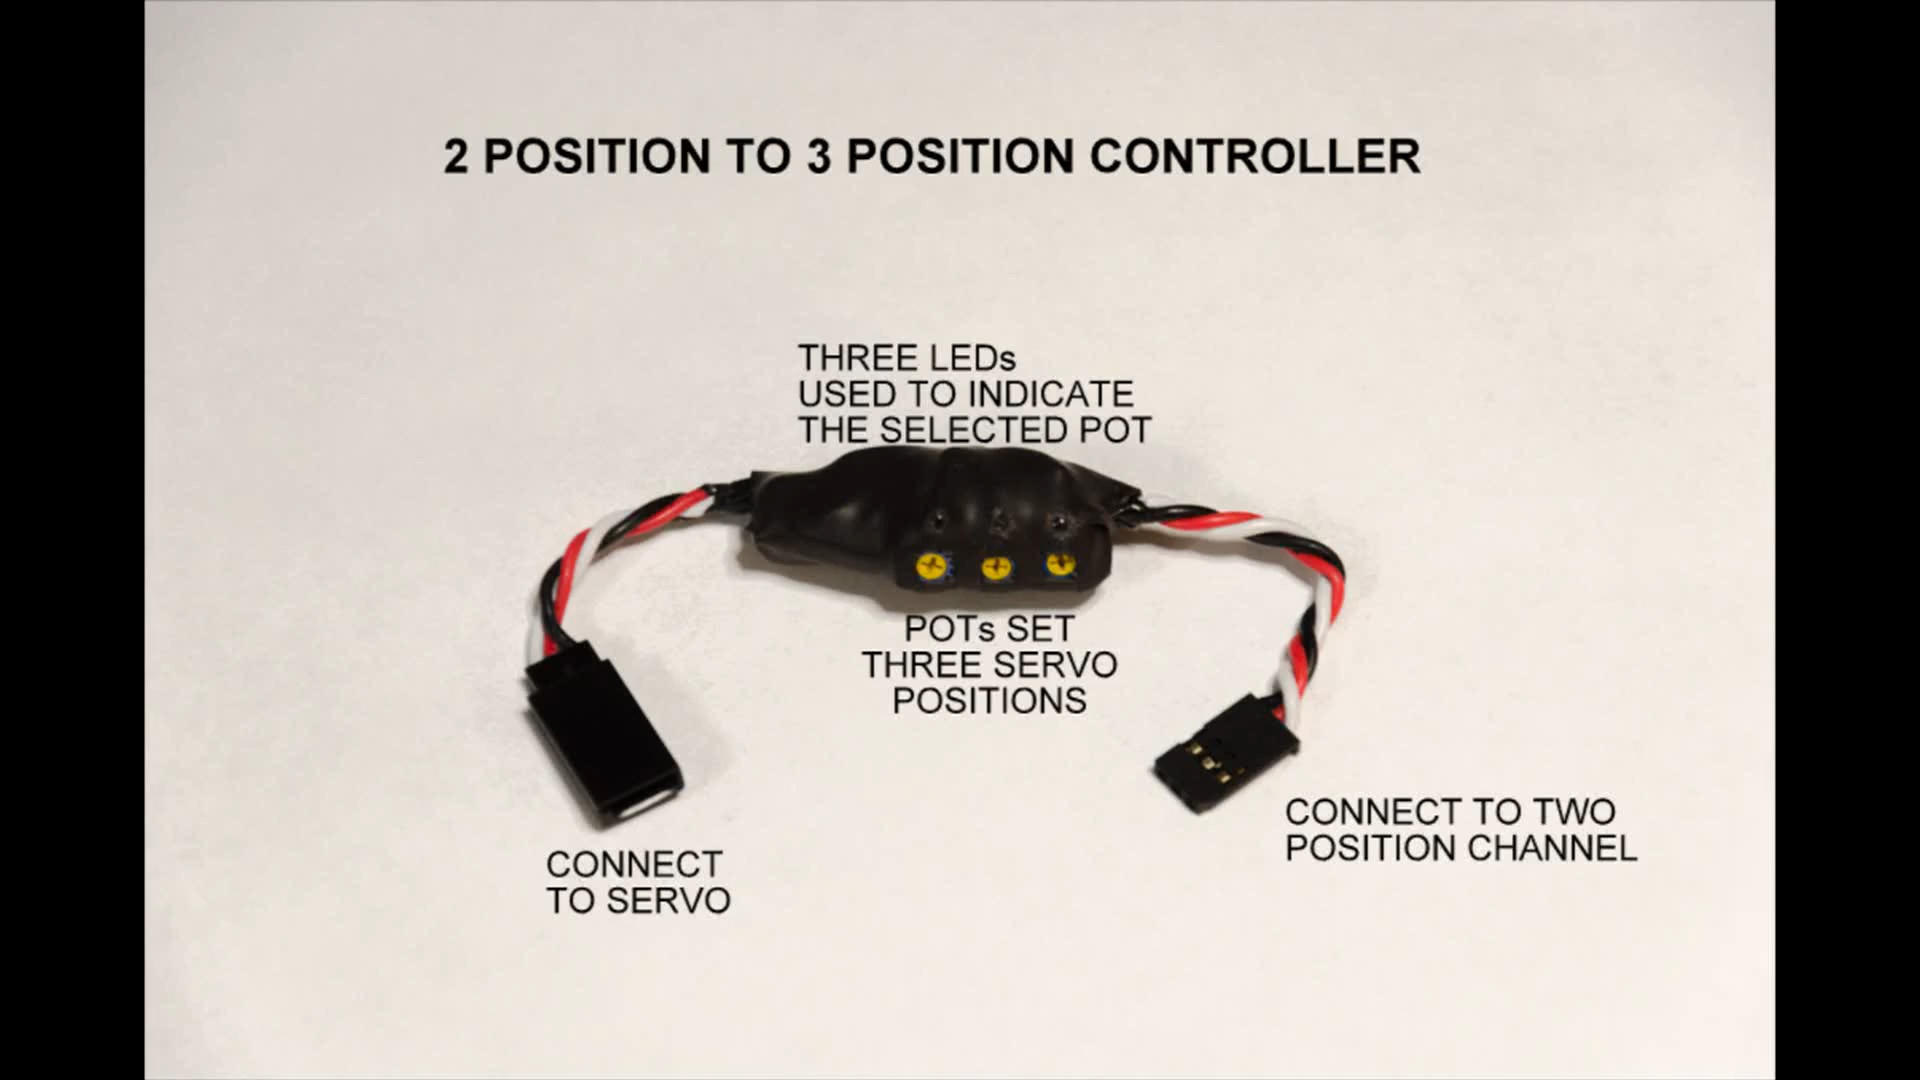 2 POSITION TO 3 POSITION CONTROLLER
THREE LEDs
USED TO INDICATE
THE SELECTED POT
POTs SET
THREE SERVO
POSITIONS
CONNECT TO TWO
POSITION CHANNEL
CONNECT
TO SERVO